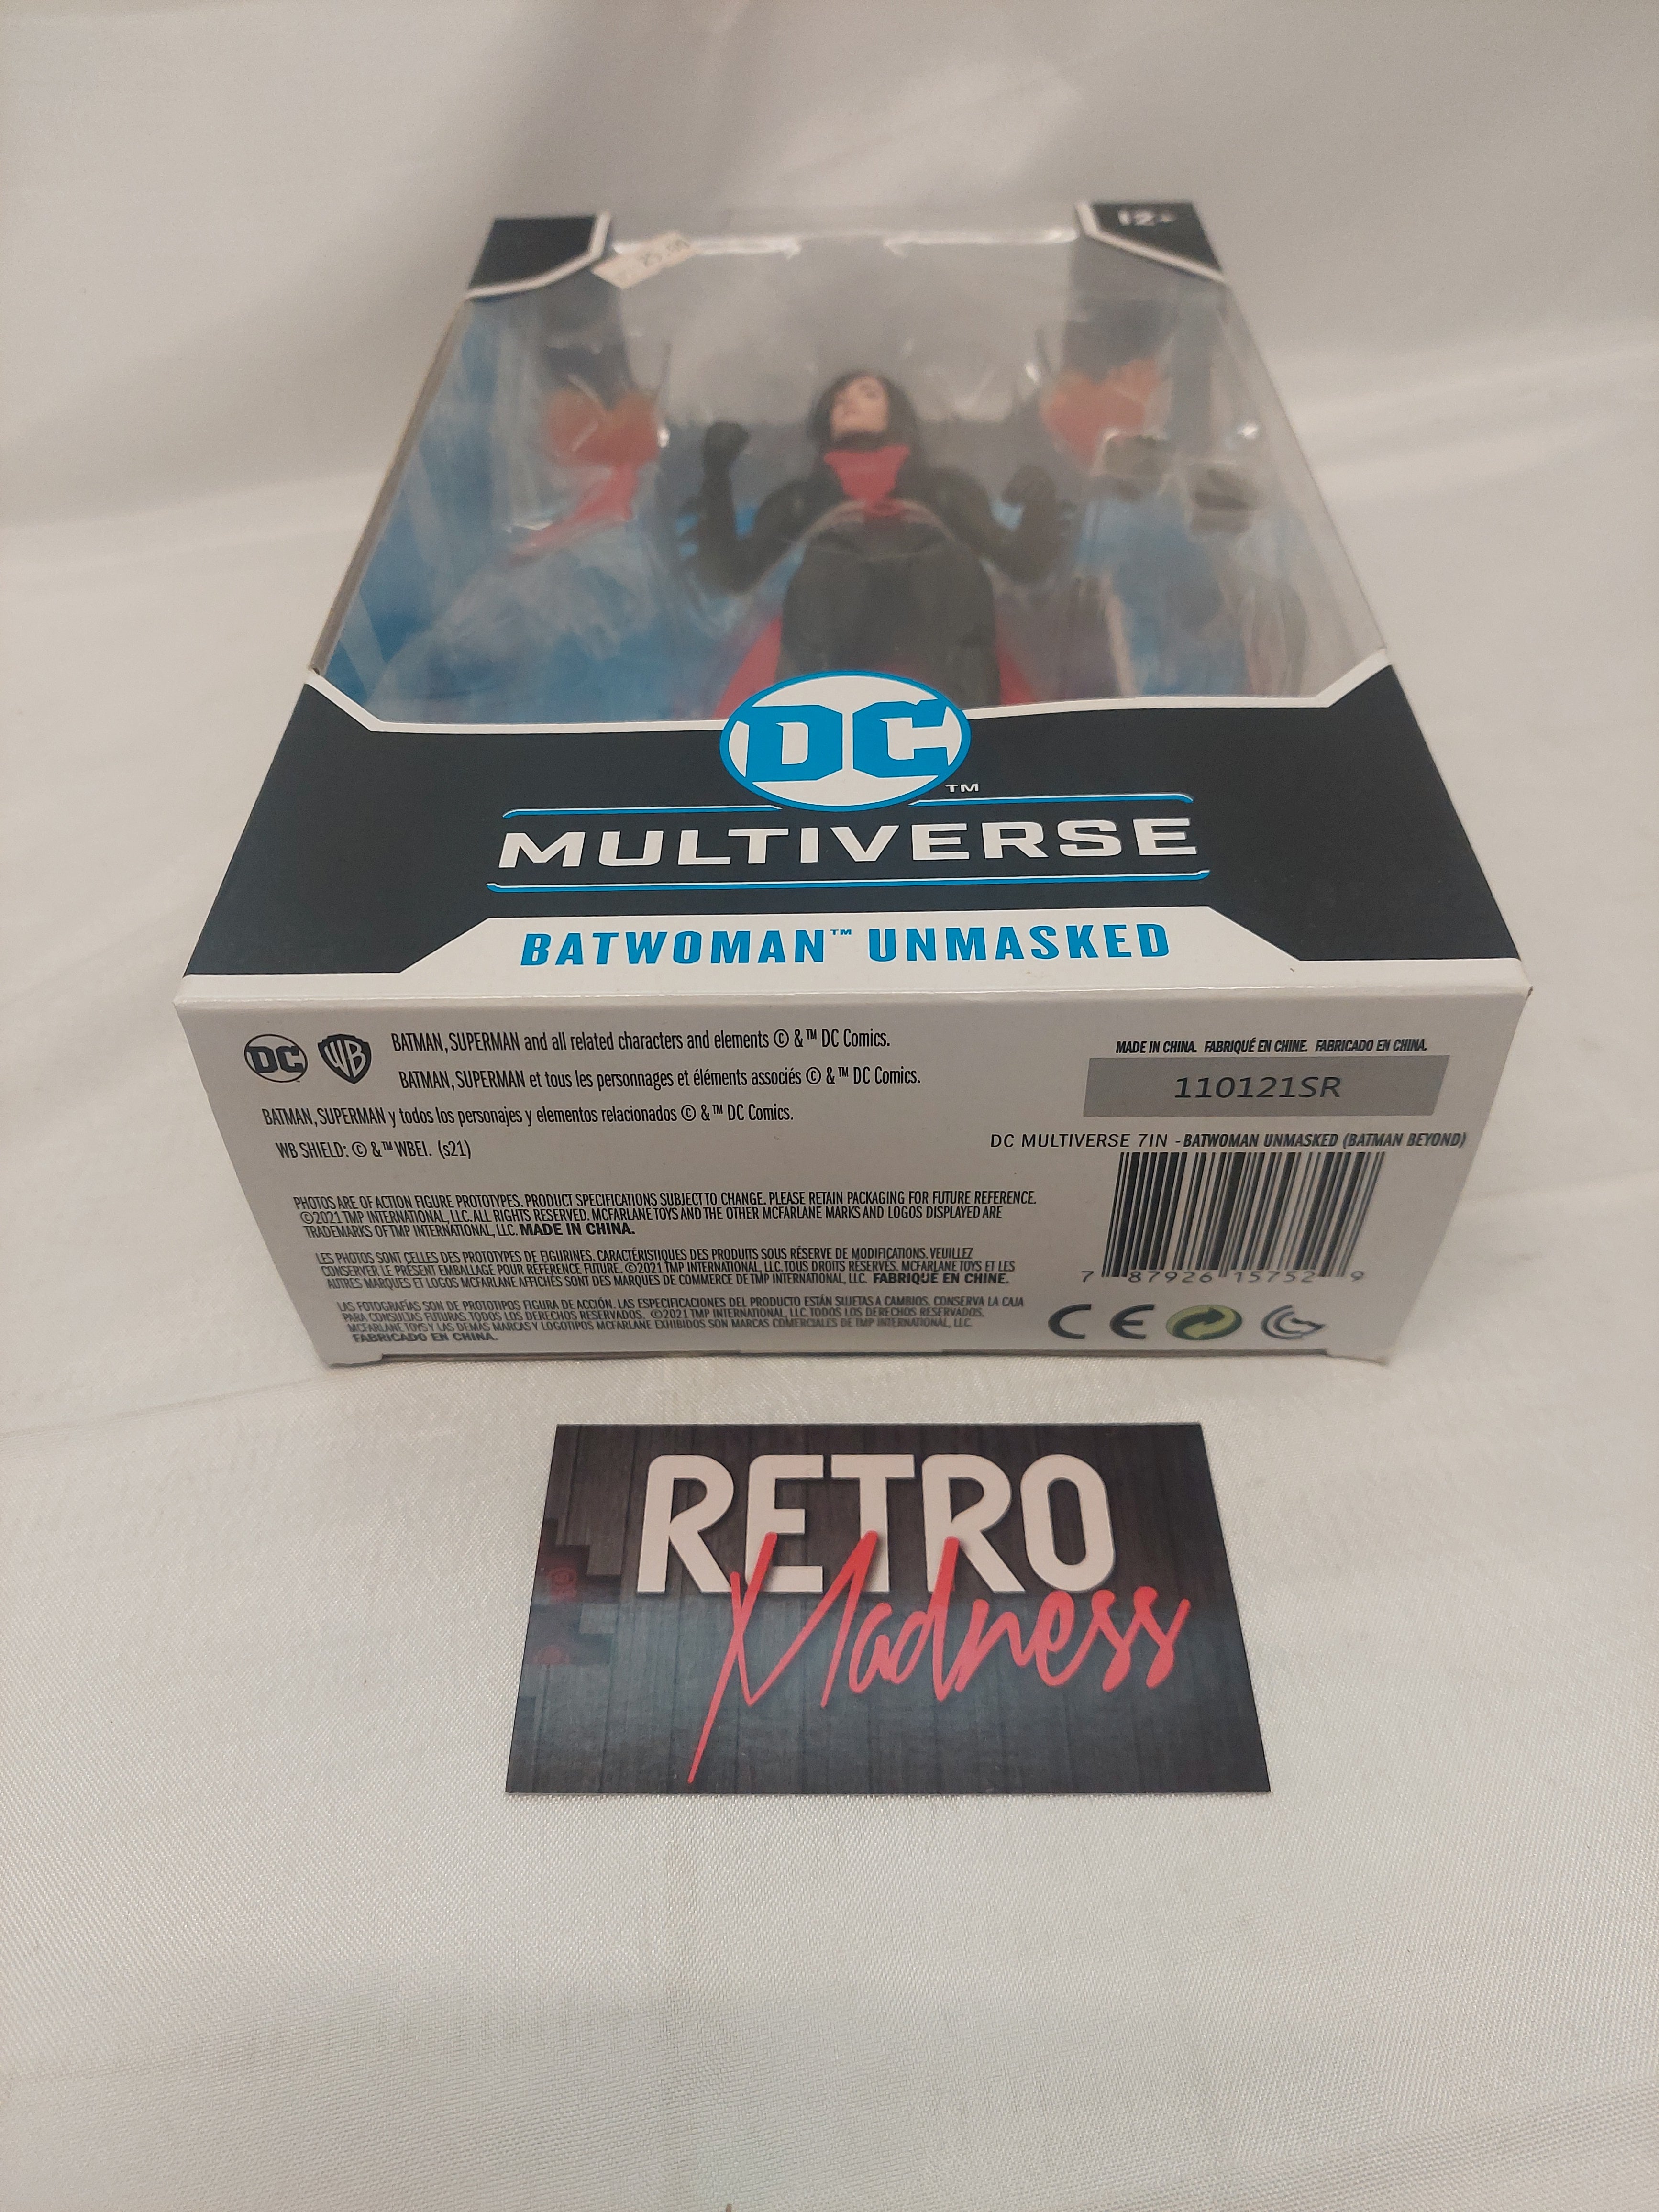 12+
25.00
DC
TM
MULTIVERSE
BATWOMAN™ UNMASKED
DC WB BATMAN, SUPERMAN and all related characters and elements © & ™ DC Comics.
BATMAN, SUPERMAN et tous les personnages et éléments associés © & ™ DC Comics.
BATMAN, SUPERMAN y todos los personajes y elementos relacionados © & ™ DC Comics.
WB SHIELD: © & ™ WBEI. (s21)
PHOTOS ARE OF ACTION FIGURE PROTOTYPES. PRODUCT SPECIFICATIONS SUBJECT TO CHANGE. PLEASE RETAIN PACKAGING FOR FUTURE REFERENCE.
©2021 TMP INTERNATIONAL, LLC. ALL RIGHTS RESERVED. MCFARLANE TOYS AND THE OTHER MCFARLANE MARKS AND LOGOS DISPLAYED ARE
TRADEMARKS OF TMP INTERNATIONAL, LLC. MADE IN CHINA.
LES PHOTOS SONT CELLES DES PROTOTYPES DE FIGURINES. CARACTÉRISTIQUES DES PRODUITS SOUS RÉSERVE DE MODIFICATIONS. VEUILLEZ
CONSERVER LE PRÉSENT EMBALLAGE POUR RÉFÉRENCE FUTURE. ©2021 TMP INTERNATIONAL, LLC. TOUS DROITS RÉSERVÉS. MCFARLANE TOYS ET LES
AUTRES MARQUES ET LOGOS MCFARLANE AFFICHÉS SONT DES MARQUES DE COMMERCE DE TMP INTERNATIONAL, LLC. FABRIQUÉ EN CHINE.
LAS FOTOGRAFÍAS SON DE PROTOTIPOS FIGURA DE ACCIÓN. LAS ESPECIFICACIONES DEL PRODUCTO ESTÁN SUJETAS A CAMBIOS. CONSERVA LA CAJA
PARA CONSULTAS FUTURAS. TODOS LOS DERECHOS RESERVADOS. ©2021 TMP INTERNATIONAL, LLC. TODOS LOS DERECHOS RESERVADOS.
MCFARLANE TOYS Y LAS DEMÁS MARCAS Y LOGOTIPOS MCFARLANE EXHIBIDOS SON MARCAS COMERCIALES DE TMP INTERNATIONAL, LLC.
FABRICADO EN CHINA.
MADE IN CHINA. FABRIQUÉ EN CHINE. FABRICADO EN CHINA.
110121SR
DC MULTIVERSE 7IN - BATWOMAN UNMASKED (BATMAN BEYOND)
7 87926 15752 9
CE
RETRO
Madness